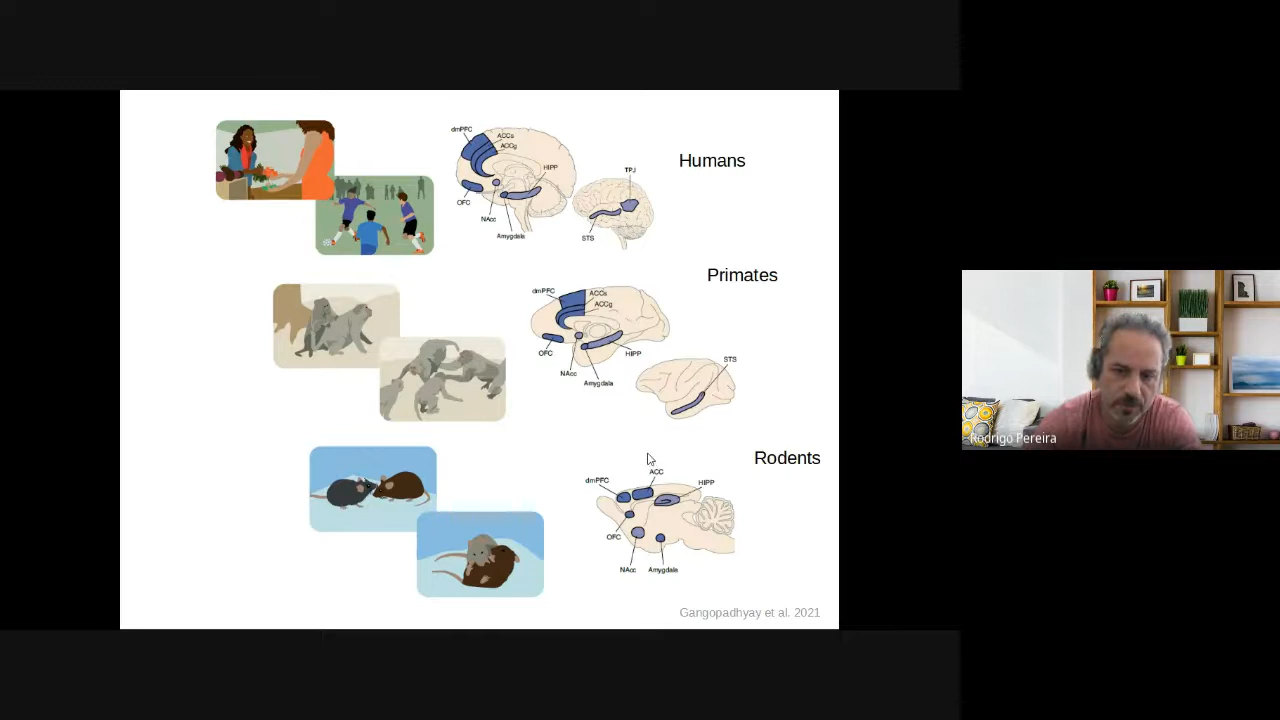 dmPFC
ACCs
ACCg
HIPP
OFC
NAcc
Amygdala
TPJ
STS
Humans
Primates
dmPFC
ACCs
ACCg
OFC
HIPP
NAcc
Amygdala
STS
Rodents
ACC
dmPFC
HIPP
OFC
NAcc
Amygdala
Gangopadhyay et al. 2021
Rodrigo Pereira